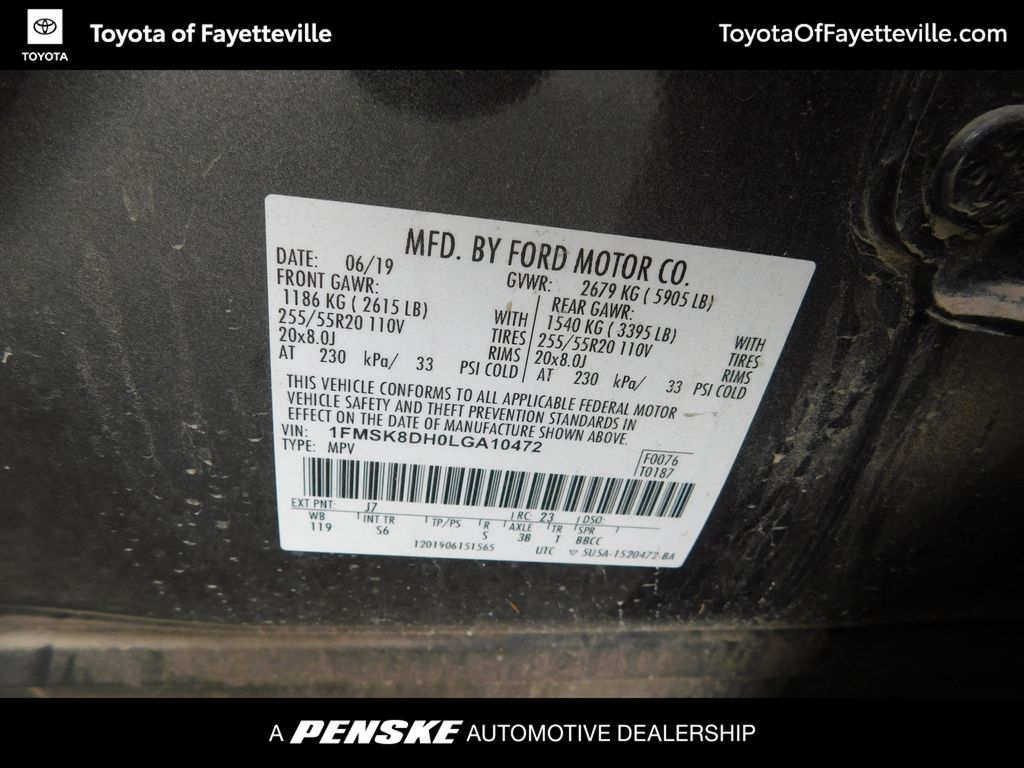 TOYOTA
Toyota of Fayetteville
ToyotaOfFayetteville.com
MFD. BY FORD MOTOR CO.
DATE: 06/19
GVWR: 2679 KG ( 5905 LB)
FRONT GAWR:
1186 KG ( 2615 LB)
WITH
255/55R20 110V
TIRES
20x8.0J
RIMS
AT 230 kPa/ 33 PSI COLD
REAR GAWR:
1540 KG ( 3395 LB)
WITH
255/55R20 110V
TIRES
20x8.0J
RIMS
AT 230 kPa/ 33 PSI COLD
THIS VEHICLE CONFORMS TO ALL APPLICABLE FEDERAL MOTOR
VEHICLE SAFETY AND THEFT PREVENTION STANDARDS IN
EFFECT ON THE DATE OF MANUFACTURE SHOWN ABOVE.
VIN: 1FMSK8DH0LGA10472
TYPE: MPV
F0076
T0187
EXT PNT: J7 RC: 23 DSO:
WB INT TR TP/PS R AXLE TR SPR
119 S6 S 3B T BBCC
1201906151565 UTC ▽ 5U5A-1520472-BA
A PENSKE AUTOMOTIVE DEALERSHIP